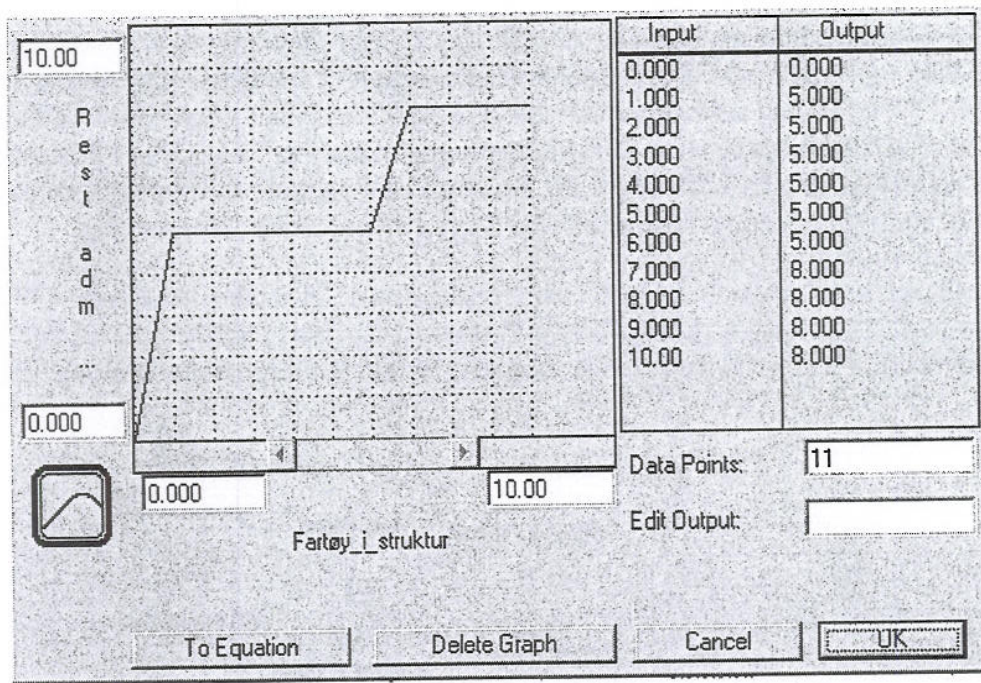 10.00
Rest adm ...
0.000
0.000 10.00
Fartøy_i_struktur
Input Output
0.000 0.000
1.000 5.000
2.000 5.000
3.000 5.000
4.000 5.000
5.000 5.000
6.000 5.000
7.000 8.000
8.000 8.000
9.000 8.000
10.00 8.000
Data Points: 11
Edit Output:
To Equation Delete Graph Cancel OK